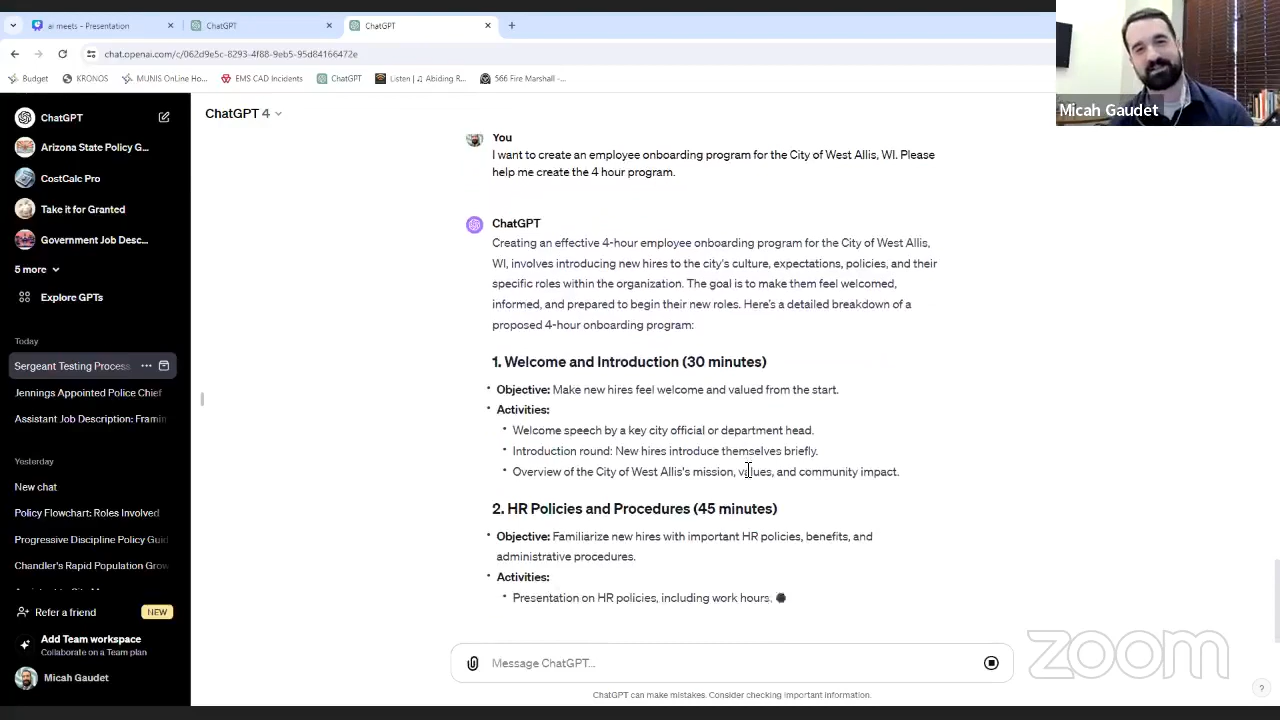 ai meets - Presentation
ChatGPT
ChatGPT
chat.openai.com/c/062d9e5c-8293-4f88-9eb5-95d84166472e
Budget
KRONOS
MUNIS OnLine Ho...
EMS CAD Incidents
ChatGPT
Listen | ♫ Abiding R...
566 Fire Marshall -...
Micah Gaudet
ChatGPT
Arizona State Policy G...
CostCalc Pro
Take it for Granted
Government Job Desc...
5 more
Explore GPTs
Today
Sergeant Testing Process ...
Jennings Appointed Police Chief
Assistant Job Description: Framin
Yesterday
New chat
Policy Flowchart: Roles Involved
Progressive Discipline Policy Guid
Chandler's Rapid Population Grow
Adaptation to City Manager
Refer a friend
NEW
Add Team workspace
Collaborate on a Team plan
Micah Gaudet
ChatGPT 4
You
I want to create an employee onboarding program for the City of West Allis, WI. Please
help me create the 4 hour program.
ChatGPT
Creating an effective 4-hour employee onboarding program for the City of West Allis,
WI, involves introducing new hires to the city's culture, expectations, policies, and their
specific roles within the organization. The goal is to make them feel welcomed,
informed, and prepared to begin their new roles. Here's a detailed breakdown of a
proposed 4-hour onboarding program:
1. Welcome and Introduction (30 minutes)
• Objective: Make new hires feel welcome and valued from the start.
• Activities:
• Welcome speech by a key city official or department head.
• Introduction round: New hires introduce themselves briefly.
• Overview of the City of West Allis's mission, values, and community impact.
2. HR Policies and Procedures (45 minutes)
• Objective: Familiarize new hires with important HR policies, benefits, and
administrative procedures.
• Activities:
• Presentation on HR policies, including work hours,
Message ChatGPT...
ChatGPT can make mistakes. Consider checking important information.
zoom
?